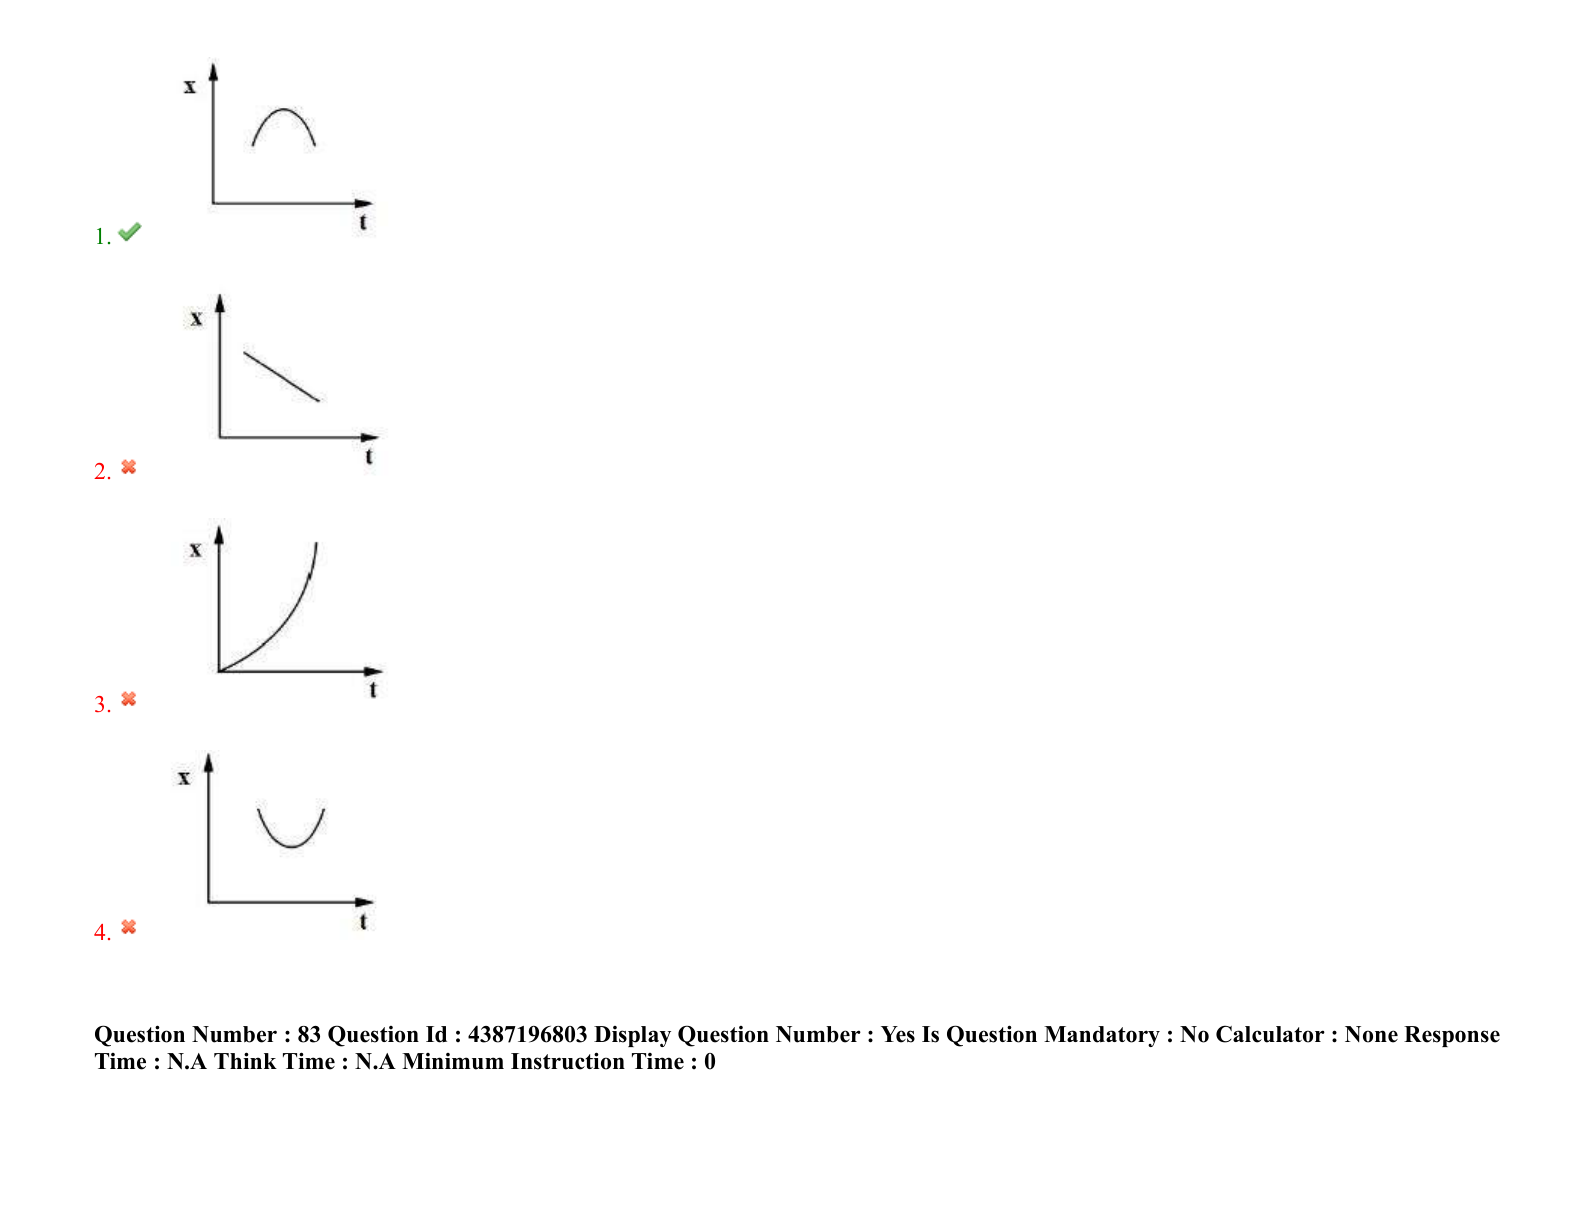 x
t
1.
x
t
2.
x
t
3.
x
t
4.
Question Number : 83 Question Id : 4387196803 Display Question Number : Yes Is Question Mandatory : No Calculator : None Response
Time : N.A Think Time : N.A Minimum Instruction Time : 0